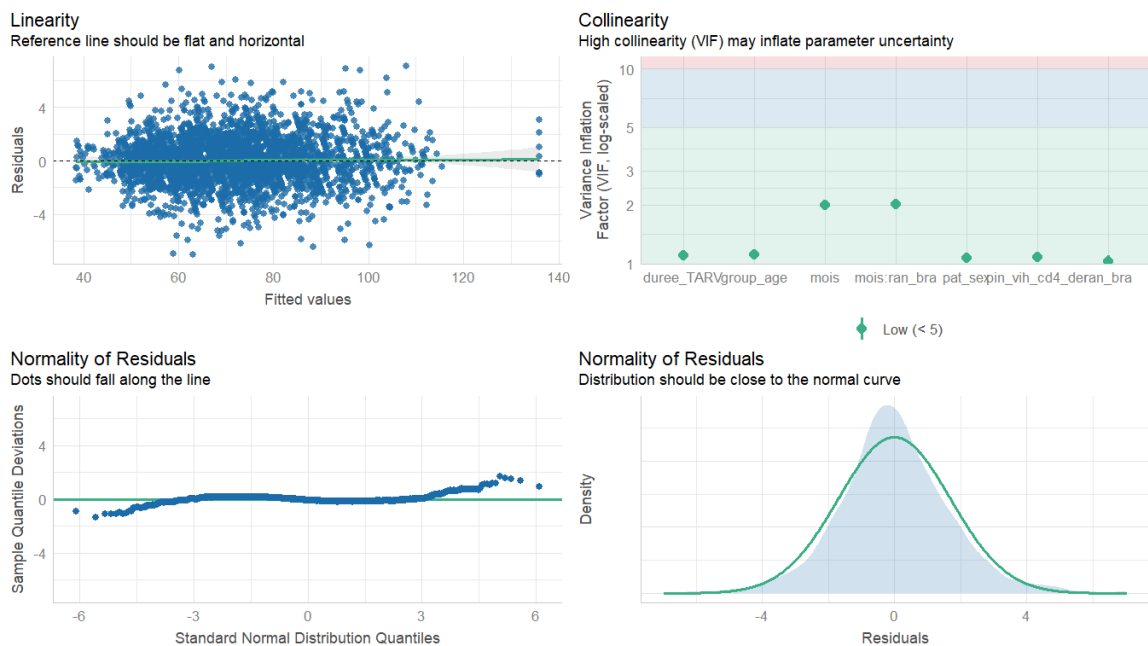 Linearity
Reference line should be flat and horizontal
Residuals
4
0
-4
40
60
80
100
120
140
Fitted values
Collinearity
High collinearity (VIF) may inflate parameter uncertainty
Variance Inflation
Factor (VIF, log-scaled)
10
5
3
2
1
duree_TARV
group_age
mois
mois:ran_bra
Low (< 5)
Normality of Residuals
Dots should fall along the line
Sample Quantile Deviations
4
0
-4
-6
-3
0
3
6
Standard Normal Distribution Quantiles
Normality of Residuals
Distribution should be close to the normal curve
Density
-4
0
4
Residuals